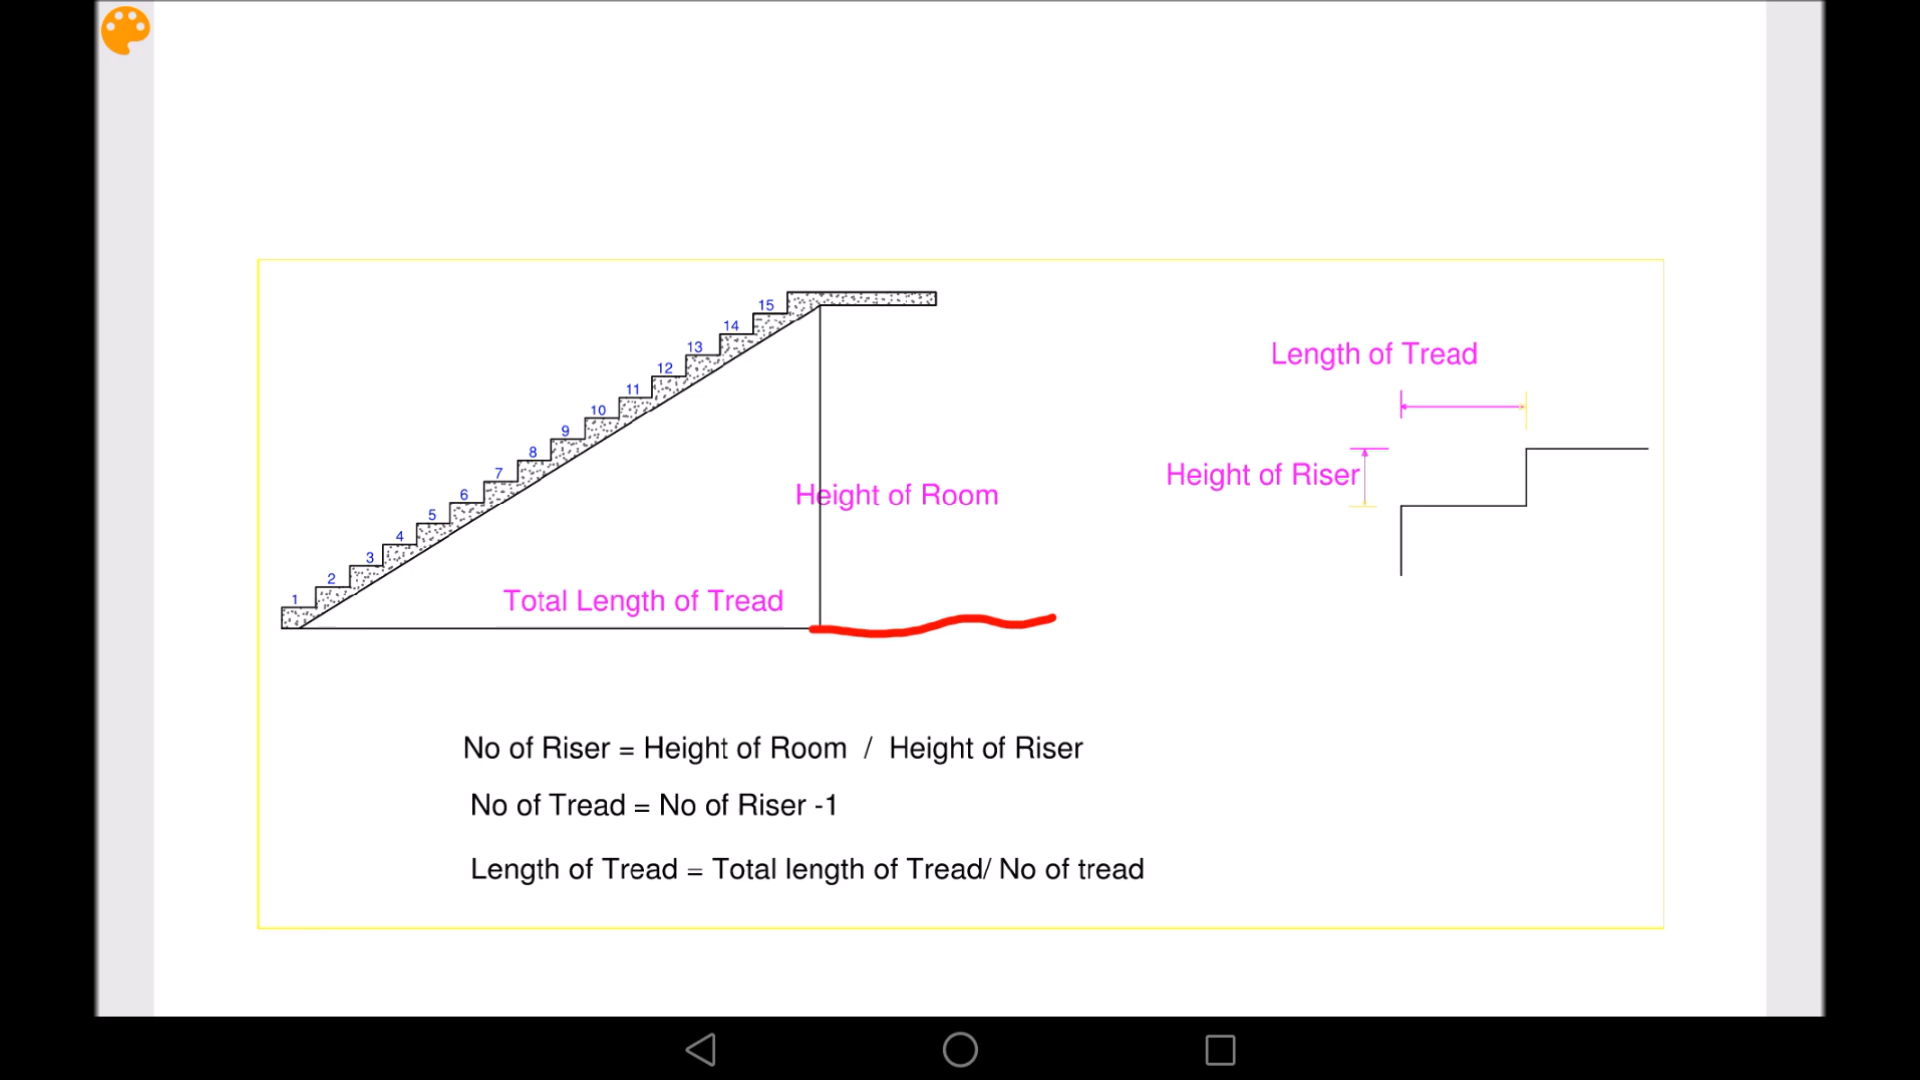 15
14
13
12
11
10
9
8
7
6
5
4
3
2
1
Height of Room
Total Length of Tread
Length of Tread
Height of Riser
No of Riser = Height of Room / Height of Riser
No of Tread = No of Riser -1
Length of Tread = Total length of Tread/ No of tread